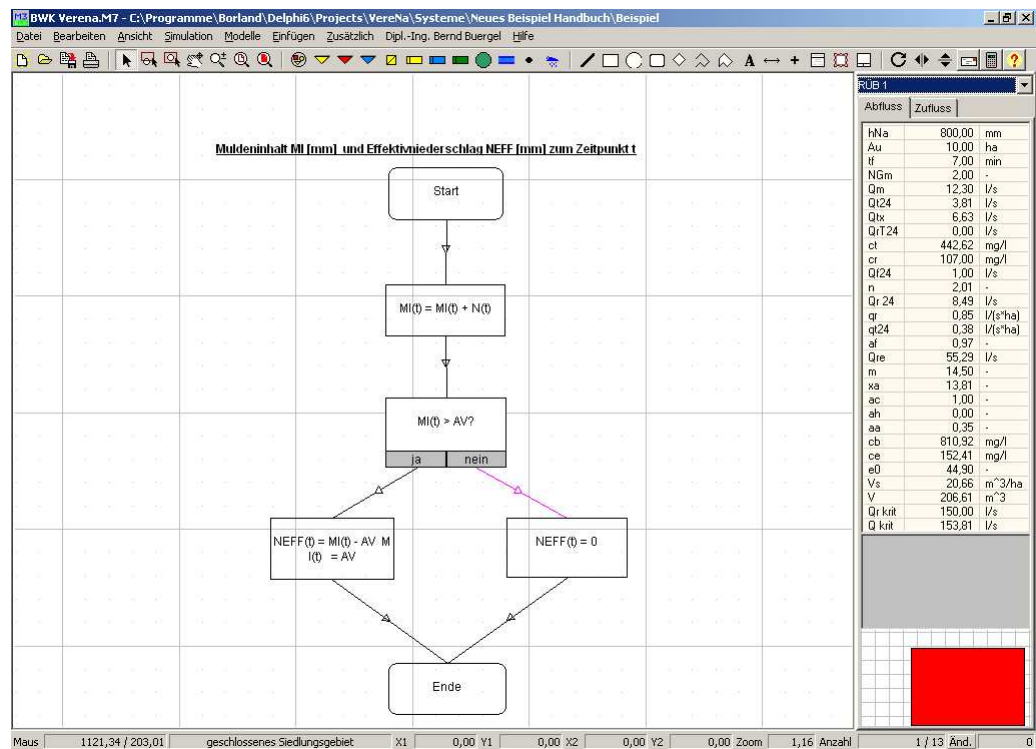 BWK Verena.M7 - C:\Programme\Borland\Delphi6\Projects\VereNa\Systeme\Neues Beispiel Handbuch\Beispiel
Datei Bearbeiten Ansicht Simulation Modelle Einfügen Zusätzlich Dipl.-Ing. Bernd Buergel Hilfe
A
?
RÜB 1
Abfluss Zufluss
hNa 800,00 mm
Au 10,00 ha
tf 7,00 min
NGm 2,00 -
Qm 12,30 l/s
Qt24 3,81 l/s
Qtx 6,63 l/s
QrT24 0,00 l/s
ct 442,62 mg/l
cr 107,00 mg/l
Qf24 1,00 l/s
n 2,01 -
Qr 24 8,49 l/s
qr 0,85 l/(s*ha)
qt24 0,38 l/(s*ha)
af 0,97 -
Qre 55,29 l/s
m 14,50 -
xa 13,81 -
ac 1,00 -
ah 0,00 -
aa 0,35 -
cb 810,92 mg/l
ce 152,41 mg/l
e0 44,90 -
Vs 20,66 m^3/ha
V 206,61 m^3
Qr krit 150,00 l/s
Q krit 153,81 l/s
Muldeninhalt MI [mm] und Effektivniederschlag NEFF [mm] zum Zeitpunkt t
Start
MI(t) = MI(t) + N(t)
MI(t) > AV?
ja nein
NEFF(t) = MI(t) - AV M
I(t) = AV
NEFF(t) = 0
Ende
Maus 1121,34 / 203,01 geschlossenes Siedlungsgebiet X1 0,00 Y1 0,00 X2 0,00 Y2 0,00 Zoom 1,16 Anzahl 1 / 13 Änd. 0